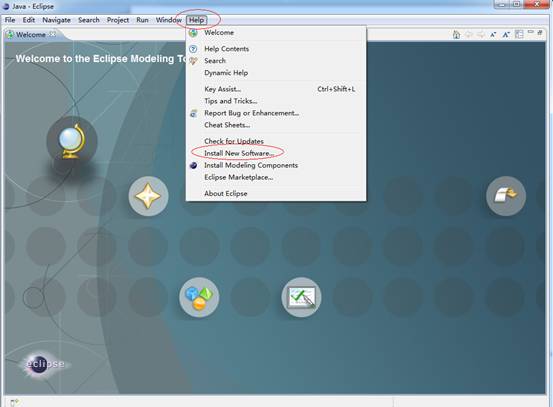 Java - Eclipse
File Edit Navigate Search Project Run Window Help
Welcome
Welcome to the Eclipse Modeling To
Welcome
Help Contents
Search
Dynamic Help
Key Assist... Ctrl+Shift+L
Tips and Tricks...
Report Bug or Enhancement...
Cheat Sheets...
Check for Updates
Install New Software...
Install Modeling Components
Eclipse Marketplace...
About Eclipse
eclipse